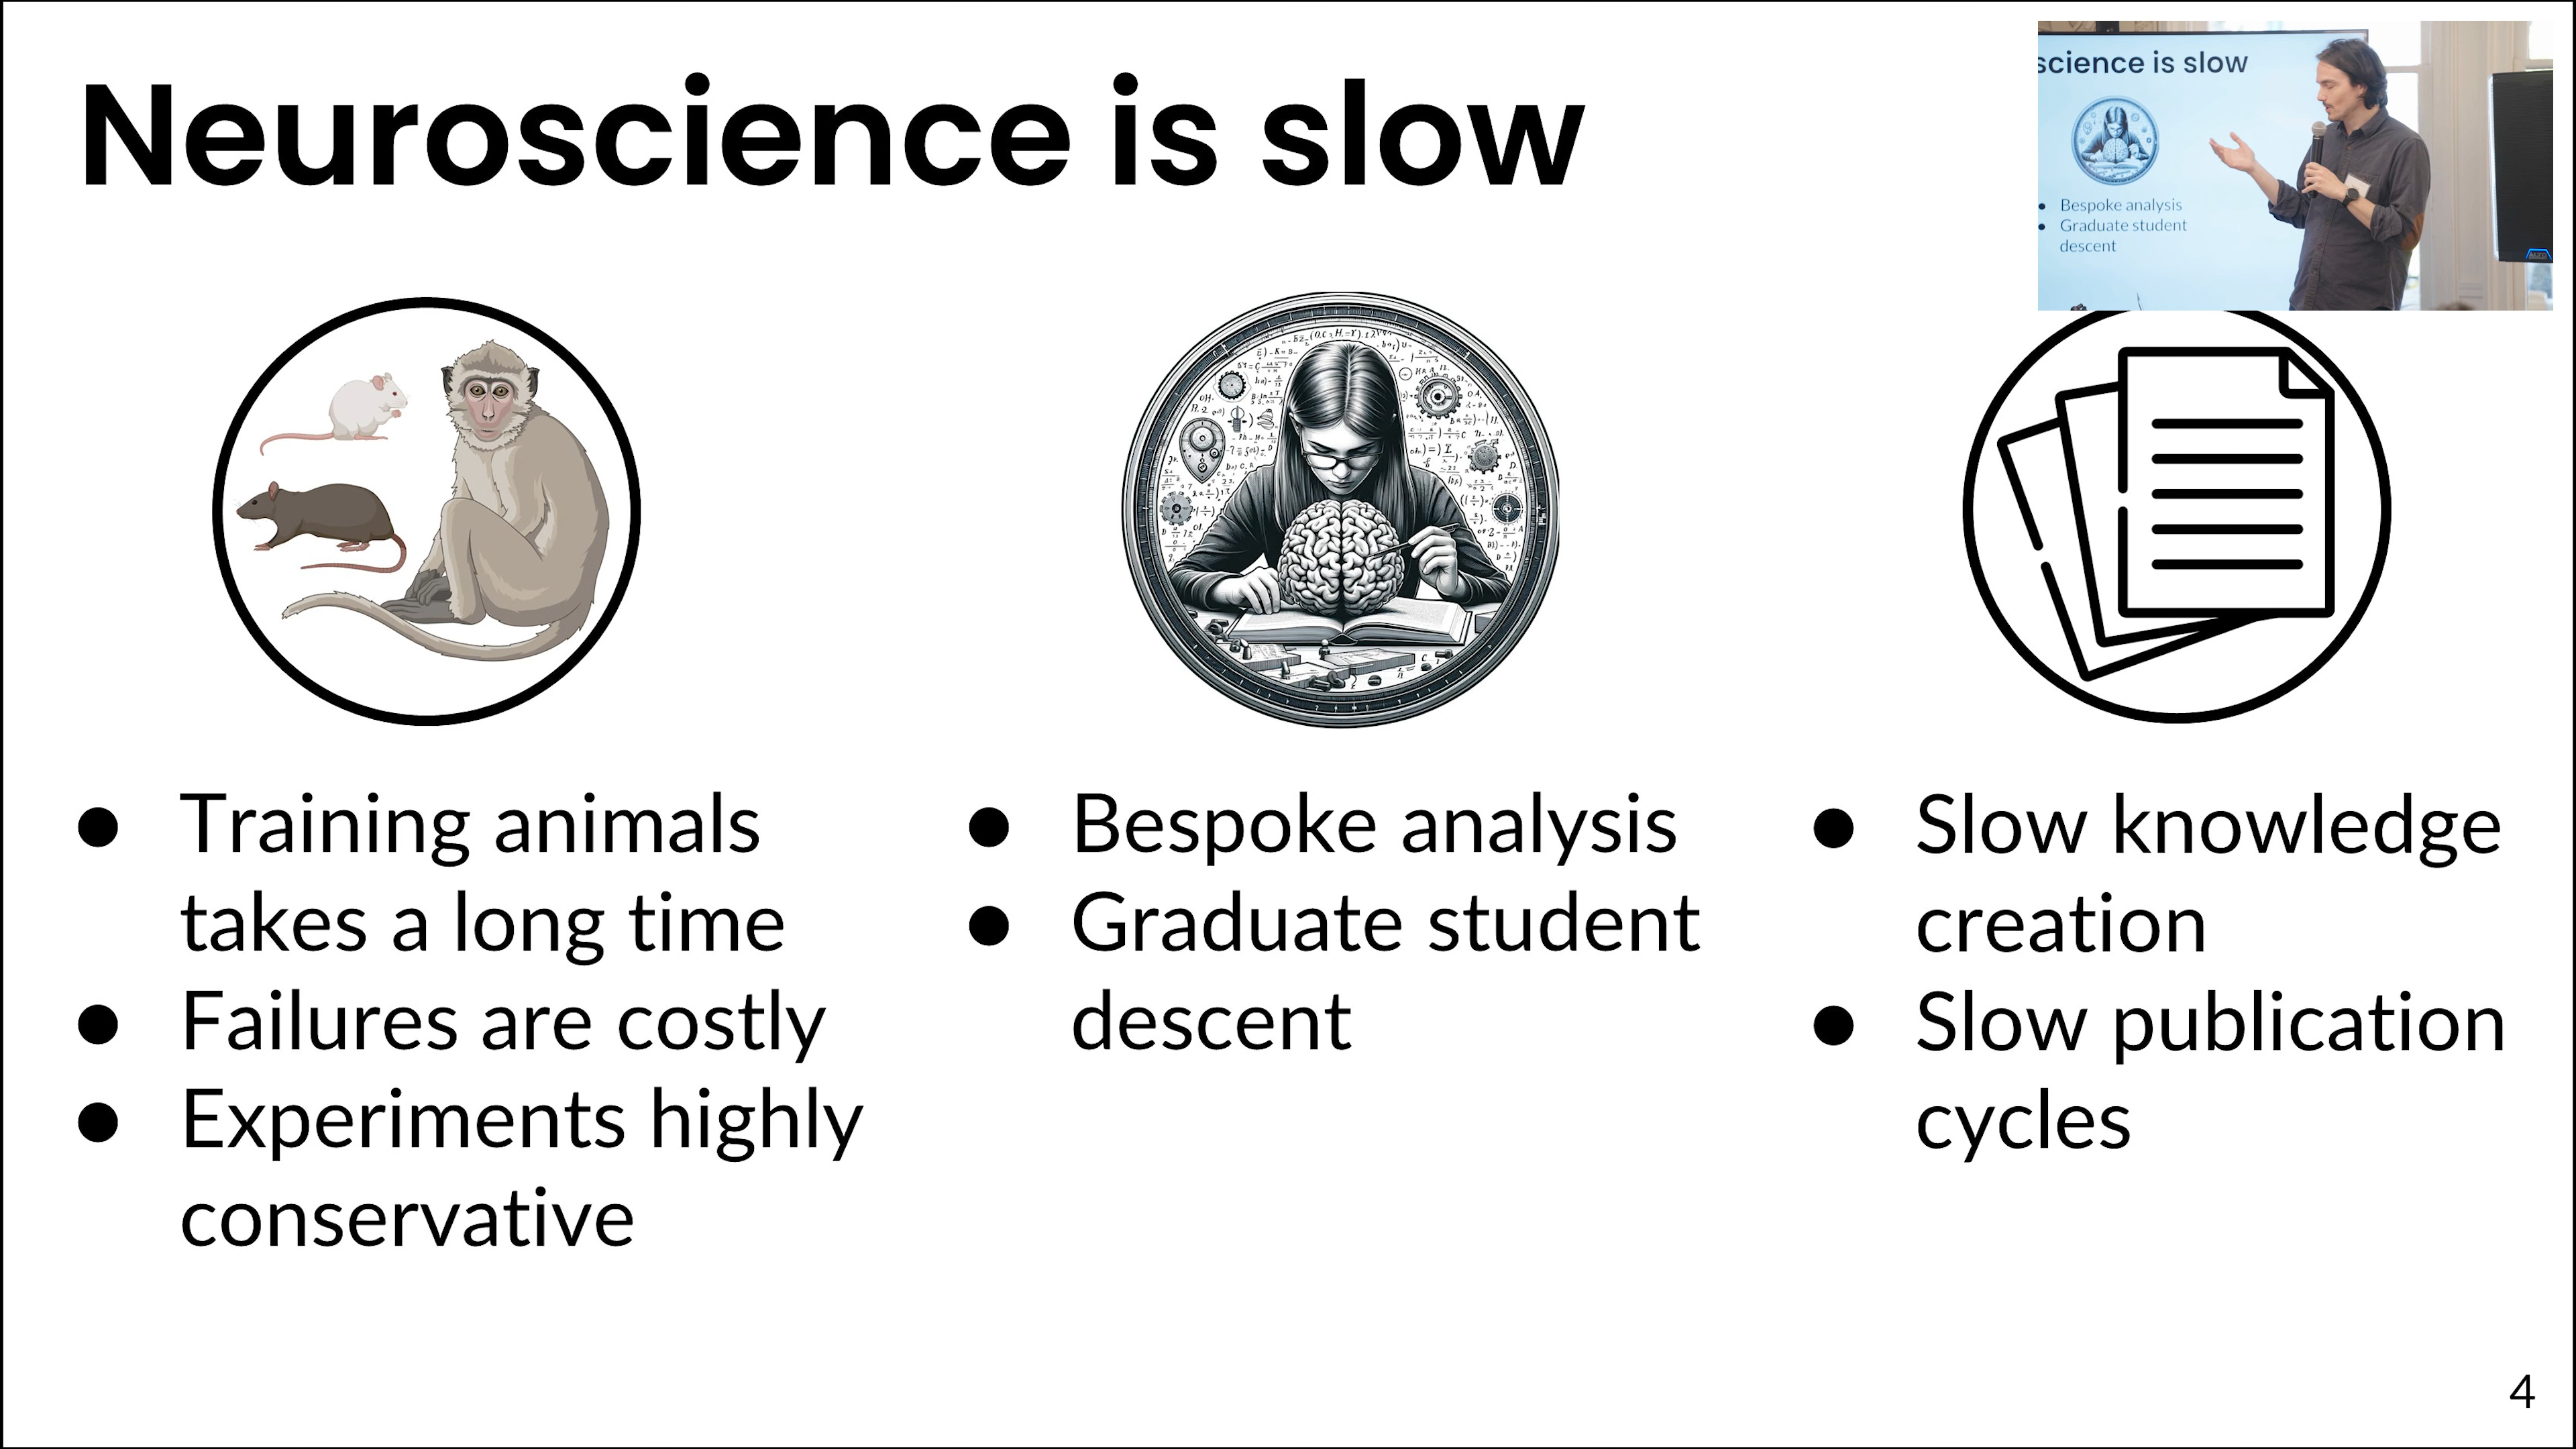 Neuroscience is slow
science is slow
Bespoke analysis
Graduate student
descent
Training animals
takes a long time
Failures are costly
Experiments highly
conservative
Bespoke analysis
Graduate student
descent
Slow knowledge
creation
Slow publication
cycles
4